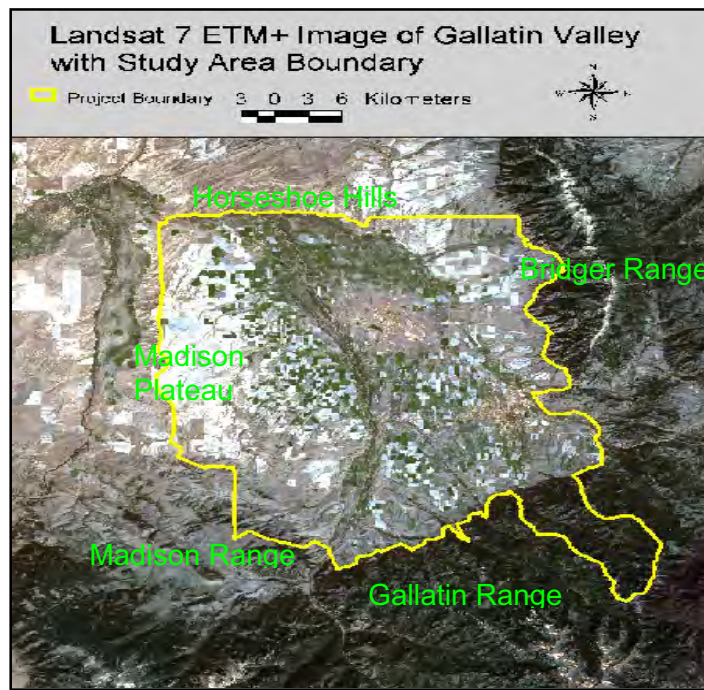 Landsat 7 ETM+ Image of Gallatin Valley
with Study Area Boundary
Project Boundary 3 0 3 6 Kilometers
N
W E
S
Horseshoe Hills
Bridger Range
Madison
Plateau
Madison Range
Gallatin Range